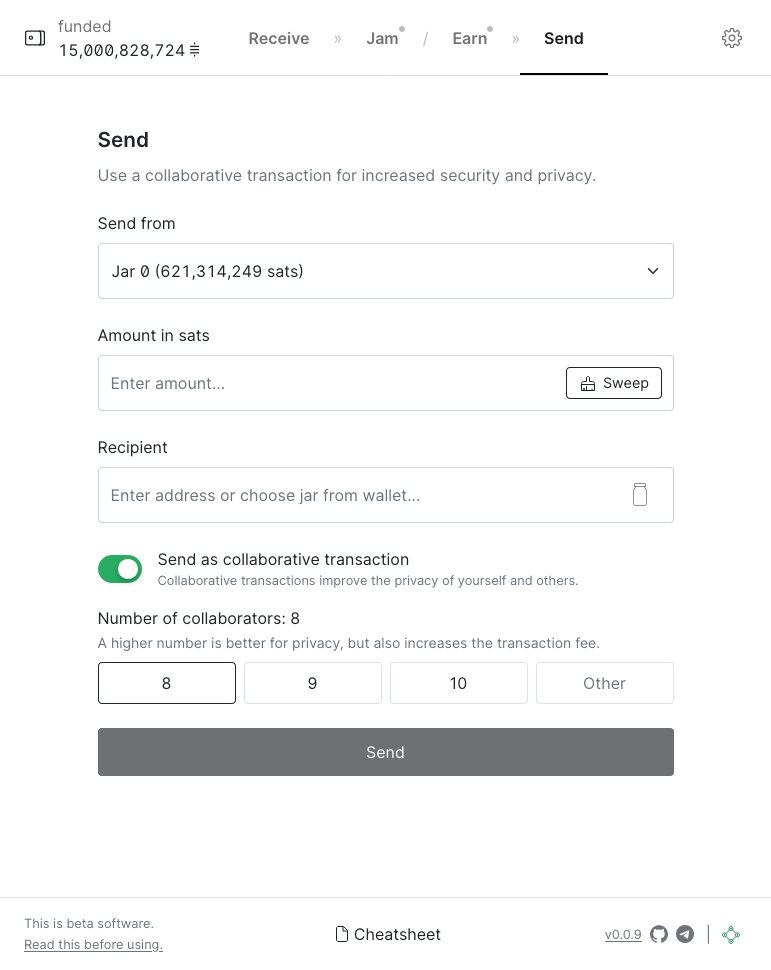 funded
15,000,828,724
Receive » Jam / Earn » Send
Send
Use a collaborative transaction for increased security and privacy.
Send from
Jar 0 (621,314,249 sats)
Amount in sats
Enter amount...
Sweep
Recipient
Enter address or choose jar from wallet...
Send as collaborative transaction
Collaborative transactions improve the privacy of yourself and others.
Number of collaborators: 8
A higher number is better for privacy, but also increases the transaction fee.
8 9 10 Other
Send
This is beta software.
Read this before using.
Cheatsheet
v0.0.9